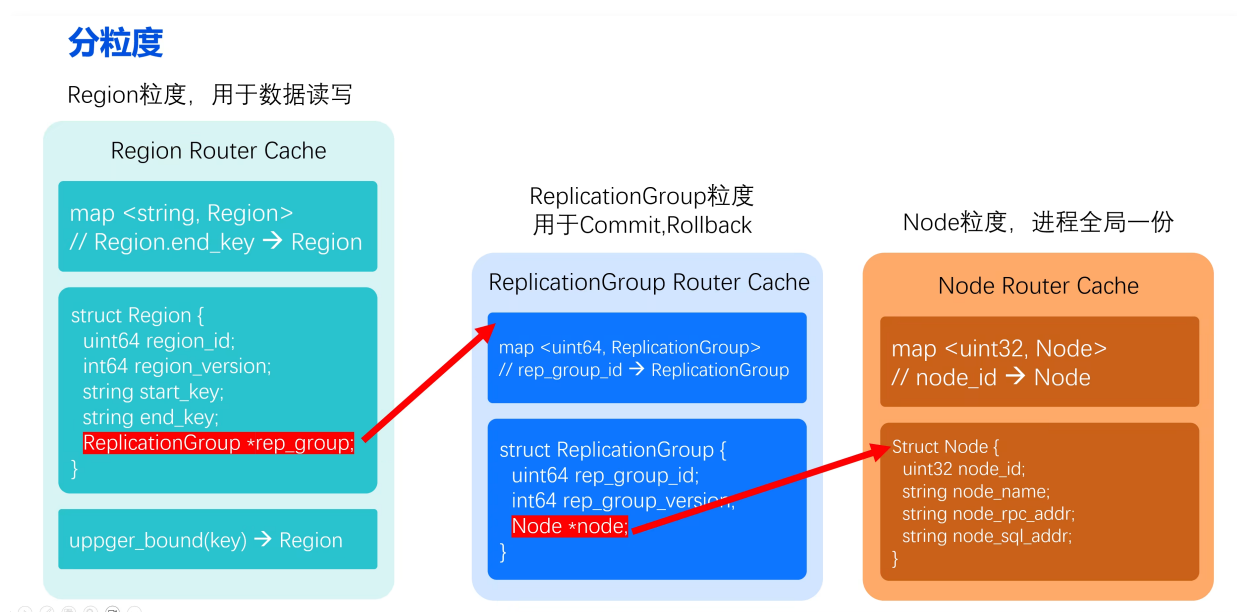 分粒度
Region粒度，用于数据读写
Region Router Cache
map <string, Region>
// Region.end_key → Region
struct Region {
uint64 region_id;
int64 region_version;
string start_key;
string end_key;
ReplicationGroup *rep_group;
}
uppger_bound(key) → Region
ReplicationGroup粒度
用于Commit,Rollback
ReplicationGroup Router Cache
map <uint64, ReplicationGroup>
// rep_group_id → ReplicationGroup
struct ReplicationGroup {
uint64 rep_group_id;
int64 rep_group_version;
Node *node;
}
Node粒度，进程全局一份
Node Router Cache
map <uint32, Node>
// node_id → Node
Struct Node {
uint32 node_id;
string node_name;
string node_rpc_addr;
string node_sql_addr;
}